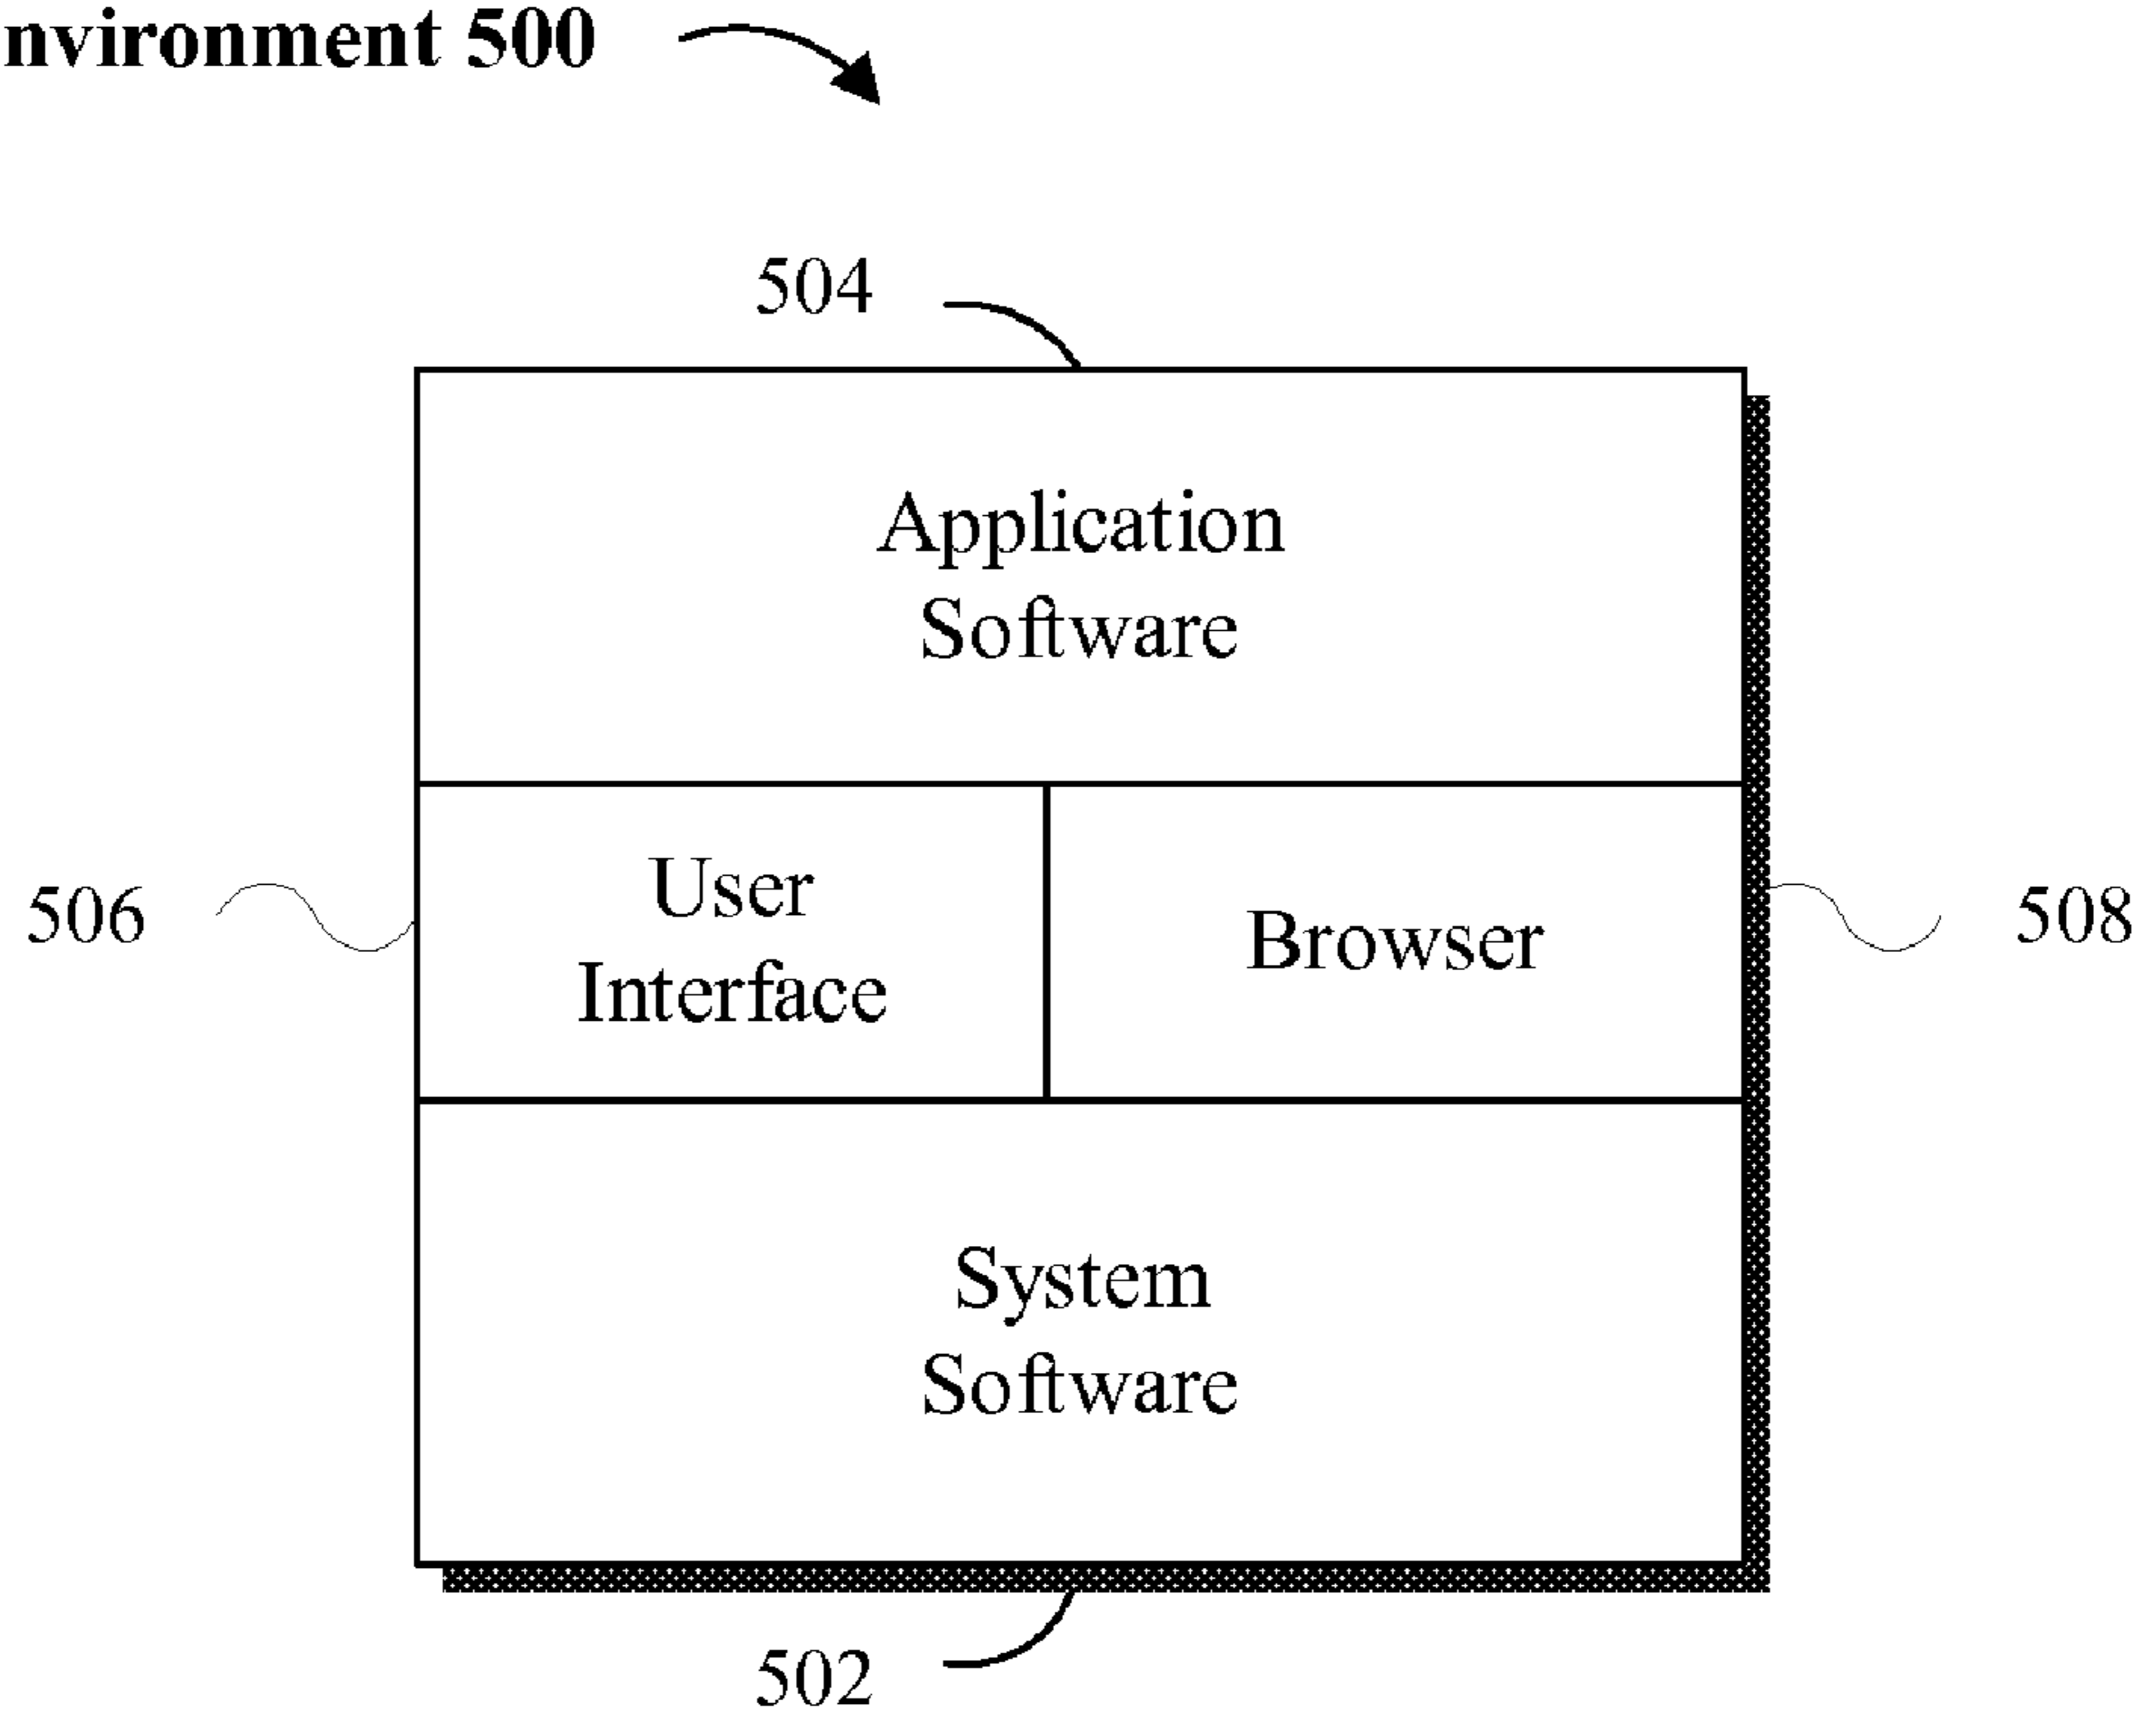 nvironment 500
504
Application
Software
506
User
Interface
Browser
508
System
Software
502